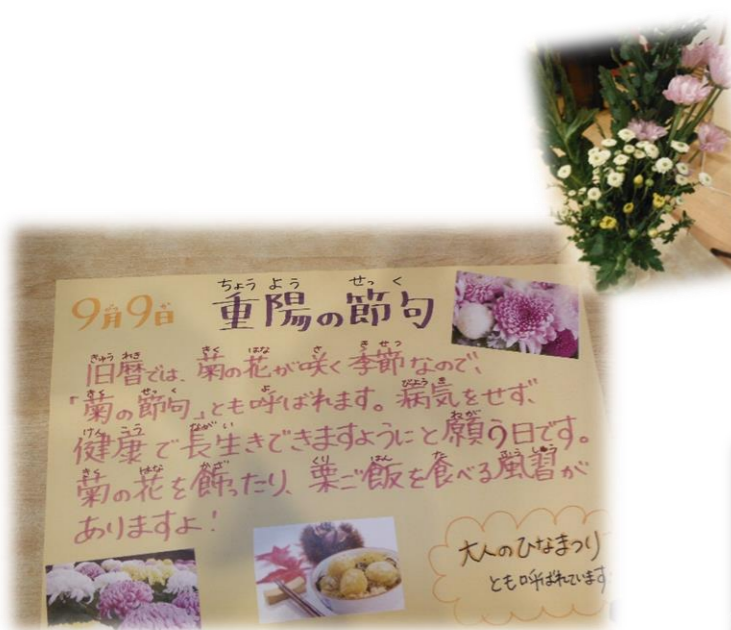 9月9日 重陽の節句
旧暦では、菊の花が咲く季節なので、
「菊の節句」とも呼ばれます。病気をせず、
健康で長生きできますようにと願う日です。
菊の花を飾ったり、栗ご飯を食べる風習が
ありますよ!
大人のひなまつり
とも呼ばれています